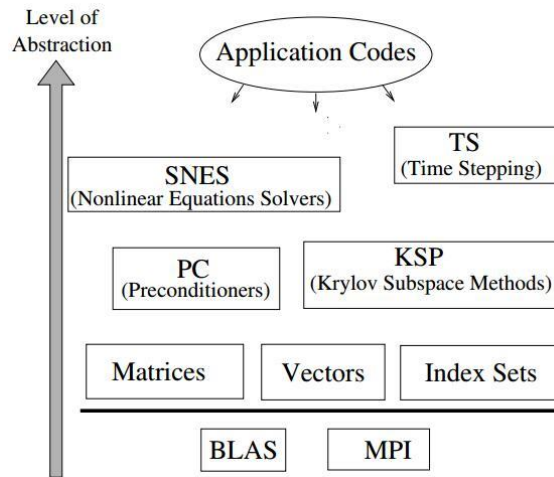 Level of
Abstraction
Application Codes
TS
(Time Stepping)
SNES
(Nonlinear Equations Solvers)
PC
(Preconditioners)
KSP
(Krylov Subspace Methods)
Matrices
Vectors
Index Sets
BLAS
MPI